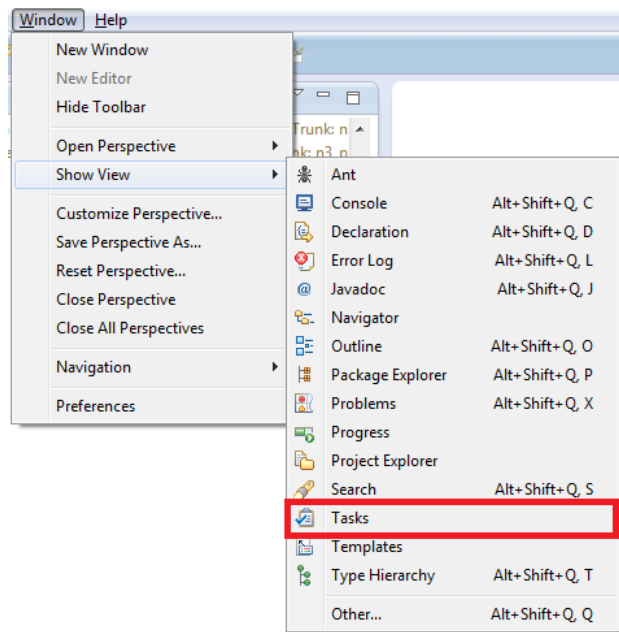 Window Help
New Window
New Editor
Hide Toolbar
Trunk: n
nk: n3_p
Open Perspective
Show View
Customize Perspective...
Save Perspective As...
Reset Perspective...
Close Perspective
Close All Perspectives
Navigation
Preferences
Ant
Console Alt+Shift+Q, C
Declaration Alt+Shift+Q, D
Error Log Alt+Shift+Q, L
Javadoc Alt+Shift+Q, J
Navigator
Outline Alt+Shift+Q, O
Package Explorer Alt+Shift+Q, P
Problems Alt+Shift+Q, X
Progress
Project Explorer
Search Alt+Shift+Q, S
Tasks
Templates
Type Hierarchy Alt+Shift+Q, T
Other... Alt+Shift+Q, Q